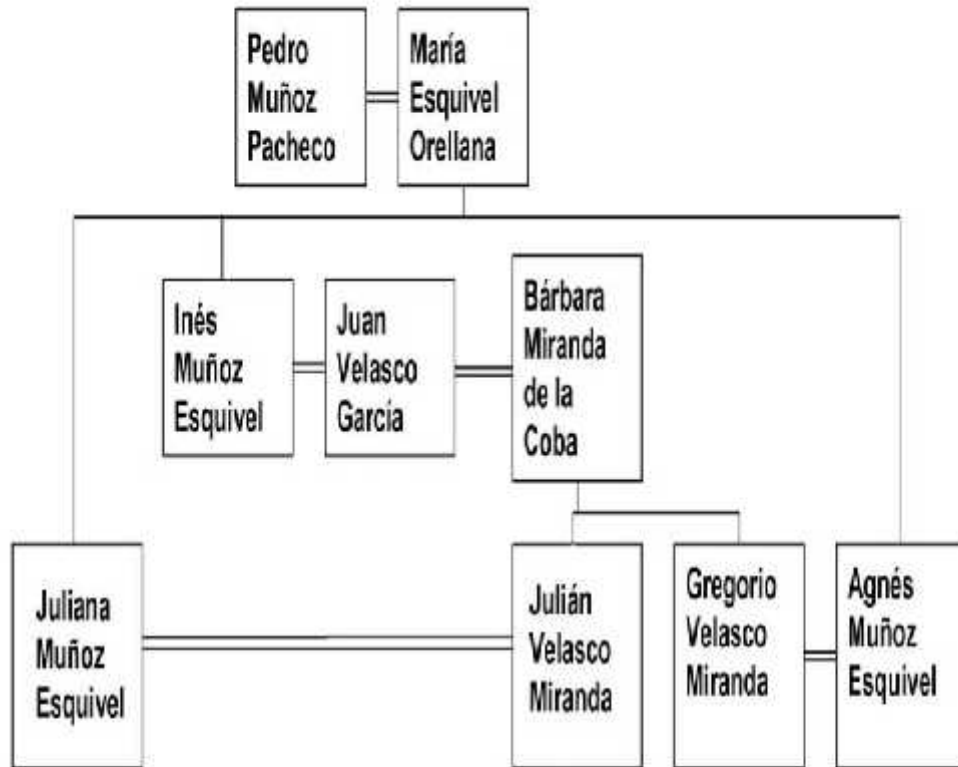 Pedro
Muñoz
Pacheco
María
Esquivel
Orellana
Inés
Muñoz
Esquivel
Juan
Velasco
García
Bárbara
Miranda
de la
Coba
Juliana
Muñoz
Esquivel
Julián
Velasco
Miranda
Gregorio
Velasco
Miranda
Agnés
Muñoz
Esquivel